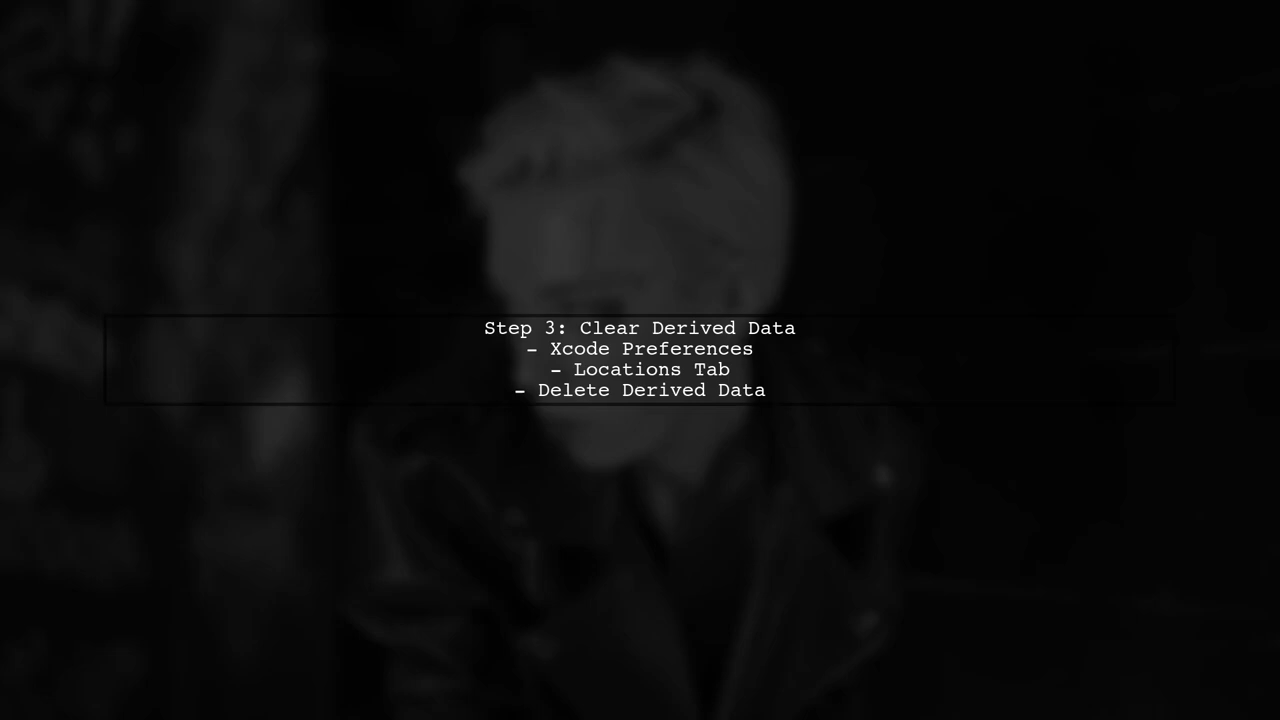 Step 3: Clear Derived Data
- Xcode Preferences
- Locations Tab
- Delete Derived Data